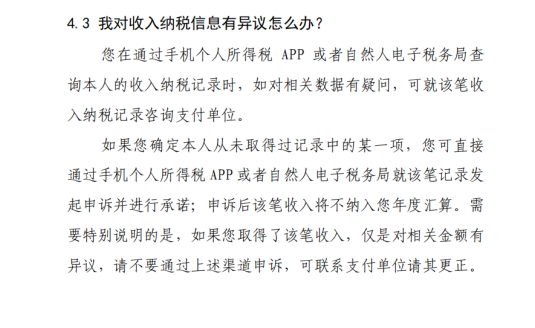 4.3 我对收入纳税信息有异议怎么办？
您在通过手机个人所得税 APP 或者自然人电子税务局查
询本人的收入纳税记录时，如对相关数据有疑问，可就该笔收
入纳税记录咨询支付单位。
如果您确定本人从未取得过记录中的某一项，您可直接
通过手机个人所得税 APP 或者自然人电子税务局就该笔记录发
起申诉并进行承诺；申诉后该笔收入将不纳入您年度汇算。需
要特别说明的是，如果您取得了该笔收入，仅是对相关金额有
异议，请不要通过上述渠道申诉，可联系支付单位请其更正。